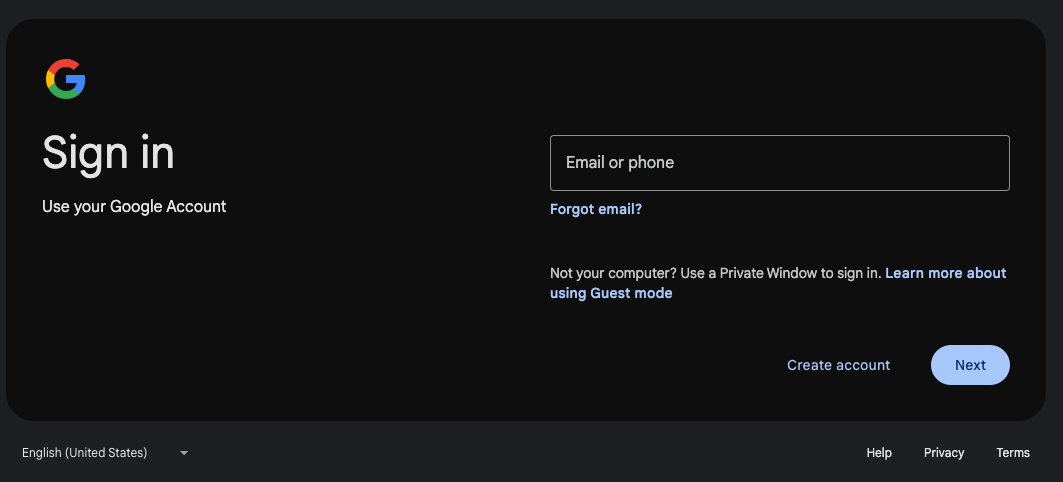 Sign in
Use your Google Account
Email or phone
Forgot email?
Not your computer? Use a Private Window to sign in. Learn more about
using Guest mode
Create account
Next
English (United States)
Help
Privacy
Terms